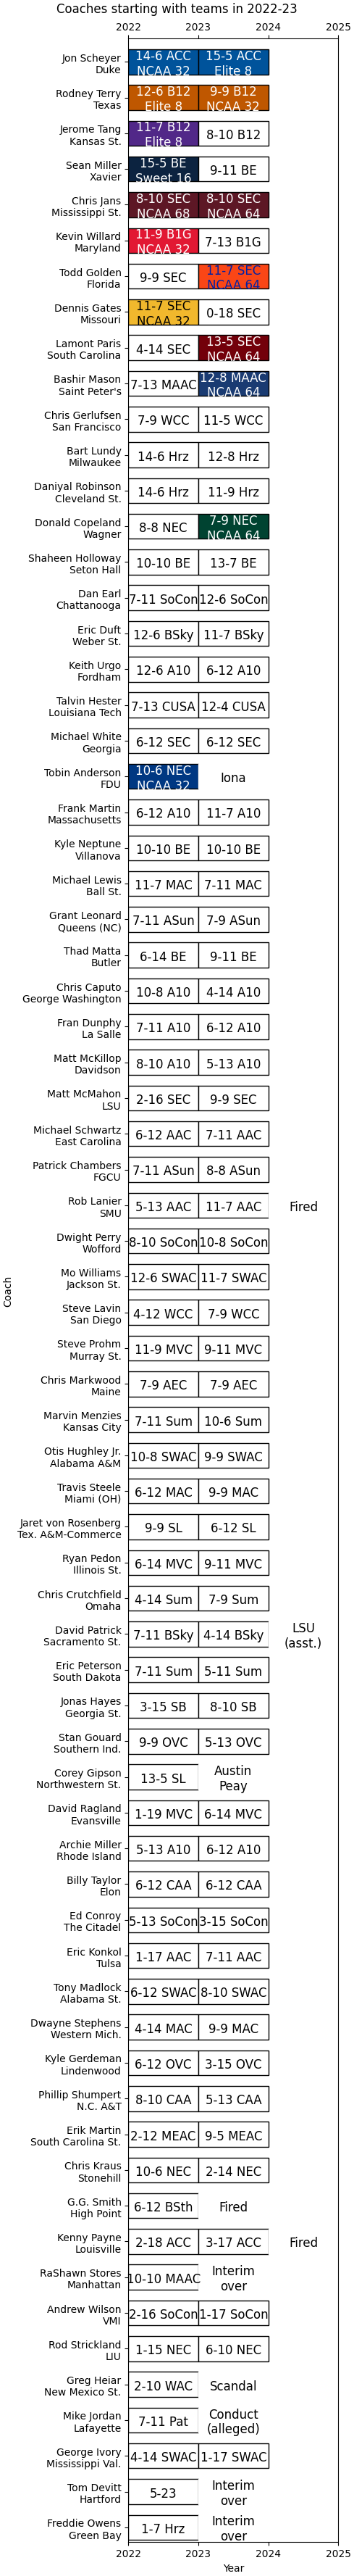 Coaches starting with teams in 2022-23
2022 2023 2024 2025
Jon Scheyer
Duke
14-6 ACC
NCAA 32
15-5 ACC
Elite 8
Rodney Terry
Texas
12-6 B12
Elite 8
9-9 B12
NCAA 32
Jerome Tang
Kansas St.
11-7 B12
Elite 8
8-10 B12
Sean Miller
Xavier
15-5 BE
Sweet 16
9-11 BE
Chris Jans
Mississippi St.
8-10 SEC
NCAA 68
8-10 SEC
NCAA 64
Kevin Willard
Maryland
11-9 B1G
NCAA 32
7-13 B1G
Todd Golden
Florida
9-9 SEC
11-7 SEC
NCAA 64
Dennis Gates
Missouri
11-7 SEC
NCAA 32
0-18 SEC
Lamont Paris
South Carolina
4-14 SEC
13-5 SEC
NCAA 64
Bashir Mason
Saint Peter's
7-13 MAAC
12-8 MAAC
NCAA 64
Chris Gerlufsen
San Francisco
7-9 WCC
11-5 WCC
Bart Lundy
Milwaukee
14-6 Hrz
12-8 Hrz
Daniyal Robinson
Cleveland St.
14-6 Hrz
11-9 Hrz
Donald Copeland
Wagner
8-8 NEC
7-9 NEC
NCAA 64
Shaheen Holloway
Seton Hall
10-10 BE
13-7 BE
Dan Earl
Chattanooga
7-11 SoCon
12-6 SoCon
Eric Duft
Weber St.
12-6 BSky
11-7 BSky
Keith Urgo
Fordham
12-6 A10
6-12 A10
Talvin Hester
Louisiana Tech
7-13 CUSA
12-4 CUSA
Michael White
Georgia
6-12 SEC
6-12 SEC
Tobin Anderson
FDU
10-6 NEC
NCAA 32
Iona
Frank Martin
Massachusetts
6-12 A10
11-7 A10
Kyle Neptune
Villanova
10-10 BE
10-10 BE
Michael Lewis
Ball St.
11-7 MAC
7-11 MAC
Grant Leonard
Queens (NC)
7-11 ASun
7-9 ASun
Thad Matta
Butler
6-14 BE
9-11 BE
Chris Caputo
George Washington
10-8 A10
4-14 A10
Fran Dunphy
La Salle
7-11 A10
6-12 A10
Matt McKillop
Davidson
8-10 A10
5-13 A10
Matt McMahon
LSU
2-16 SEC
9-9 SEC
Michael Schwartz
East Carolina
6-12 AAC
7-11 AAC
Patrick Chambers
FGCU
7-11 ASun
8-8 ASun
Rob Lanier
SMU
5-13 AAC
11-7 AAC
Fired
Dwight Perry
Wofford
8-10 SoCon
10-8 SoCon
Mo Williams
Jackson St.
12-6 SWAC
11-7 SWAC
Steve Lavin
San Diego
4-12 WCC
7-9 WCC
Steve Prohm
Murray St.
11-9 MVC
9-11 MVC
Chris Markwood
Maine
7-9 AEC
7-9 AEC
Marvin Menzies
Kansas City
7-11 Sum
10-6 Sum
Otis Hughley Jr.
Alabama A&M
10-8 SWAC
9-9 SWAC
Travis Steele
Miami (OH)
6-12 MAC
9-9 MAC
Jaret von Rosenberg
Tex. A&M-Commerce
9-9 SL
6-12 SL
Ryan Pedon
Illinois St.
6-14 MVC
9-11 MVC
Chris Crutchfield
Omaha
4-14 Sum
7-9 Sum
David Patrick
Sacramento St.
7-11 BSky
4-14 BSky
LSU
(asst.)
Eric Peterson
South Dakota
7-11 Sum
5-11 Sum
Jonas Hayes
Georgia St.
3-15 SB
8-10 SB
Stan Gouard
Southern Ind.
9-9 OVC
5-13 OVC
Corey Gipson
Northwestern St.
13-5 SL
Austin
Peay
David Ragland
Evansville
1-19 MVC
6-14 MVC
Archie Miller
Rhode Island
5-13 A10
6-12 A10
Billy Taylor
Elon
6-12 CAA
6-12 CAA
Ed Conroy
The Citadel
5-13 SoCon
3-15 SoCon
Eric Konkol
Tulsa
1-17 AAC
7-11 AAC
Tony Madlock
Alabama St.
6-12 SWAC
8-10 SWAC
Dwayne Stephens
Western Mich.
4-14 MAC
9-9 MAC
Kyle Gerdeman
Lindenwood
6-12 OVC
3-15 OVC
Phillip Shumpert
N.C. A&T
8-10 CAA
5-13 CAA
Erik Martin
South Carolina St.
2-12 MEAC
9-5 MEAC
Chris Kraus
Stonehill
10-6 NEC
2-14 NEC
G.G. Smith
High Point
6-12 BSth
Fired
Kenny Payne
Louisville
2-18 ACC
3-17 ACC
Fired
RaShawn Stores
Manhattan
10-10 MAAC
Interim
over
Andrew Wilson
VMI
2-16 SoCon
1-17 SoCon
Rod Strickland
LIU
1-15 NEC
6-10 NEC
Greg Heiar
New Mexico St.
2-10 WAC
Scandal
Mike Jordan
Lafayette
7-11 Pat
Conduct
(alleged)
George Ivory
Mississippi Val.
4-14 SWAC
1-17 SWAC
Tom Devitt
Hartford
5-23
Interim
over
Freddie Owens
Green Bay
1-7 Hrz
Interim
over
2022 2023 2024 2025
Year
Coach